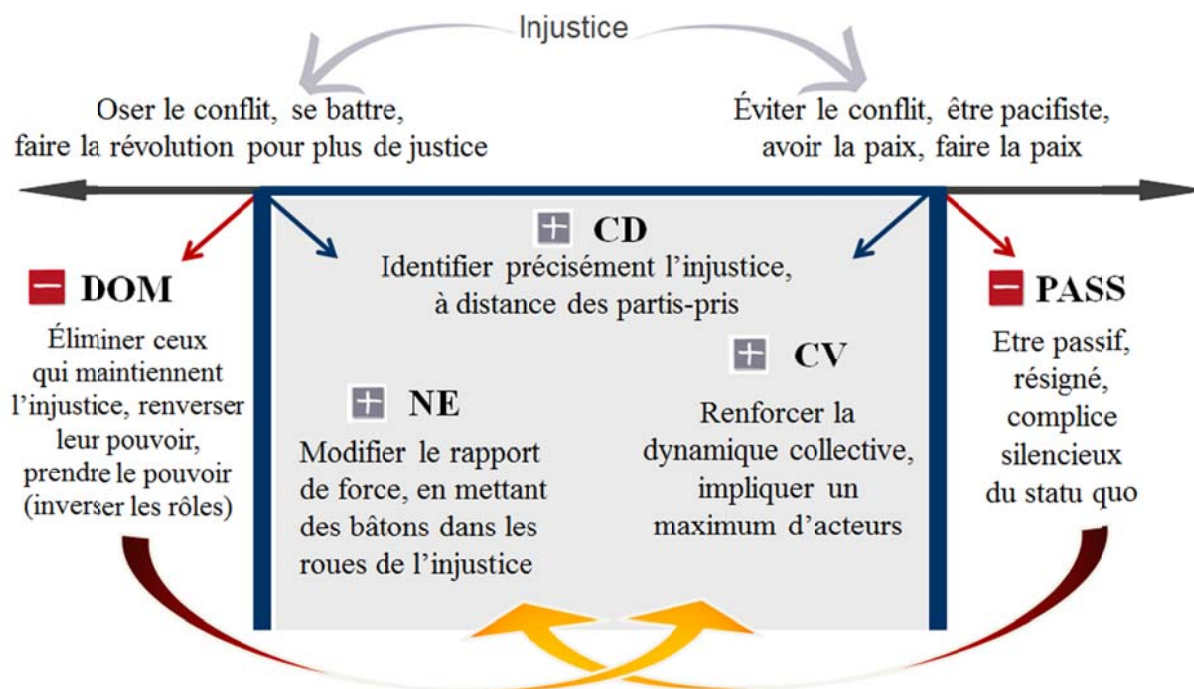 Injustice
Oser le conflit, se battre,
faire la révolution pour plus de justice
Éviter le conflit, être pacifiste,
avoir la paix, faire la paix
+ CD
Identifier précisément l’injustice,
à distance des partis-pris
− DOM
Éliminer ceux
qui maintiennent
l’injustice, renverser
leur pouvoir,
prendre le pouvoir
(inverser les rôles)
+ NE
Modifier le rapport
de force, en mettant
des bâtons dans les
roues de l’injustice
+ CV
Renforcer la
dynamique collective,
impliquer un
maximum d’acteurs
− PASS
Etre passif,
résigné,
complice
silencieux
du statu quo